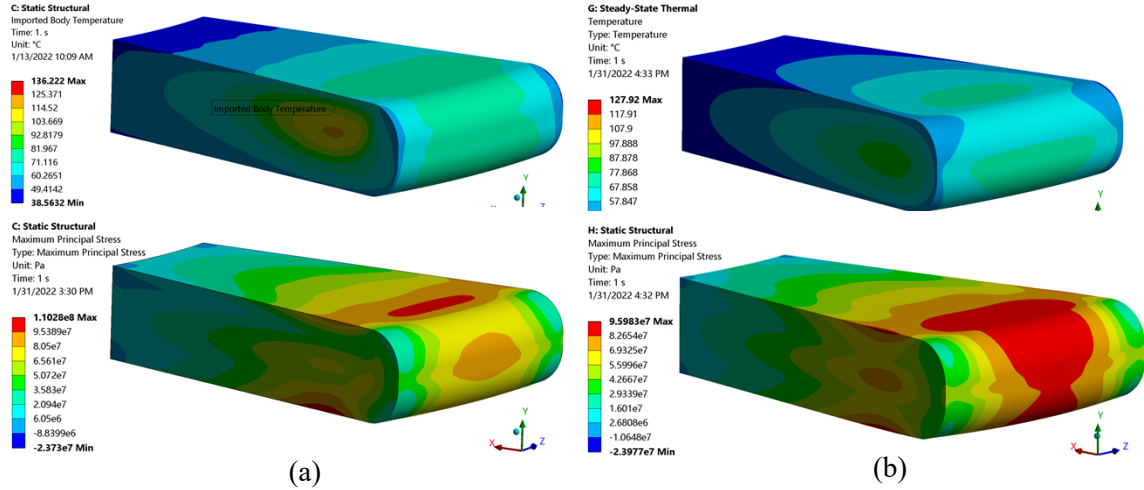 C: Static Structural
Imported Body Temperature
Time: 1. s
Unit: °C
1/13/2022 10:09 AM
136.222 Max
125.371
114.52
103.669
92.8179
81.967
71.116
60.2651
49.4142
38.5632 Min
Imported Body Temperature
Y
X
Z
G: Steady-State Thermal
Temperature
Type: Temperature
Unit: °C
Time: 1 s
1/31/2022 4:33 PM
127.92 Max
117.91
107.9
97.888
87.878
77.868
67.858
57.847
Y
C: Static Structural
Maximum Principal Stress
Type: Maximum Principal Stress
Unit: Pa
Time: 1 s
1/31/2022 3:30 PM
1.1028e8 Max
9.5389e7
8.05e7
6.561e7
5.072e7
3.583e7
2.094e7
6.05e6
-8.8399e6
-2.373e7 Min
Y
X
Z
H: Static Structural
Maximum Principal Stress
Type: Maximum Principal Stress
Unit: Pa
Time: 1 s
1/31/2022 4:32 PM
9.5983e7 Max
8.2654e7
6.9325e7
5.5996e7
4.2667e7
2.9339e7
1.601e7
2.6808e6
-1.0648e7
-2.3977e7 Min
Y
X
Z
(a)
(b)